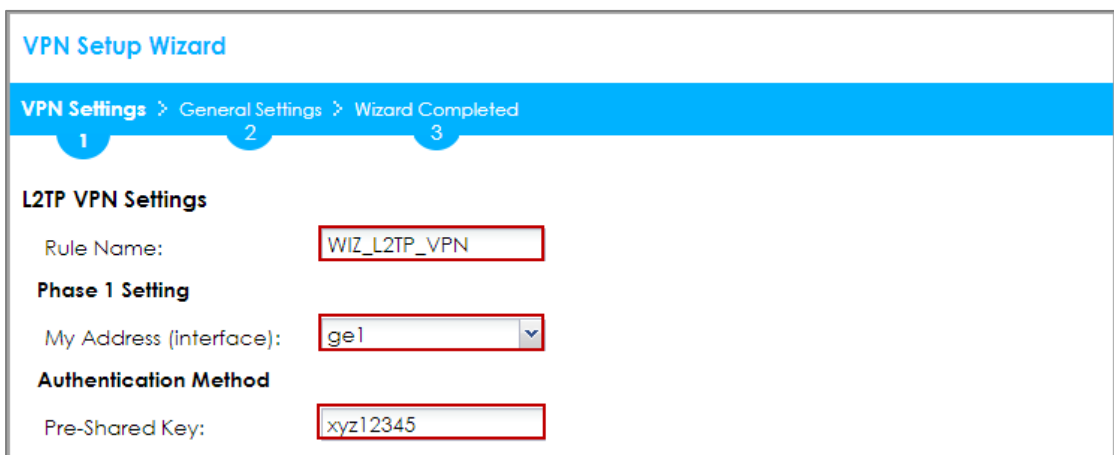 VPN Setup Wizard
VPN Settings > General Settings > Wizard Completed
1 2 3
L2TP VPN Settings
Rule Name: WIZ_L2TP_VPN
Phase 1 Setting
My Address (interface): ge1
Authentication Method
Pre-Shared Key: xyz12345